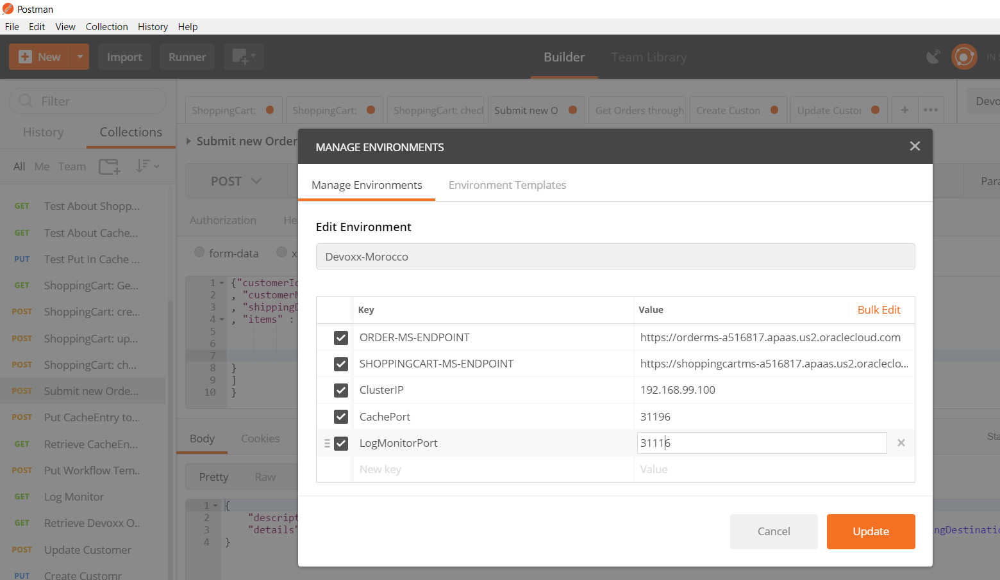 Postman
File Edit View Collection History Help
New Import Runner Builder Team Library IN
Filter
History Collections
All Me Team
GET Test About Shopp...
GET Test About Cache...
PUT Test Put In Cache ...
GET ShoppingCart: Ge...
POST ShoppingCart: cre...
POST ShoppingCart: up...
POST ShoppingCart: ch...
POST Submit new Orde...
POST Put CacheEntry to...
GET Retrieve CacheEn...
POST Put Workflow Tem..
GET Log Monitor
GET Retrieve Devoxx O..
POST Update Customer
PUT Create Customr
ShoppingCart: ShoppingCart: ShoppingCart: check Submit new O Get Orders through Create Custon Update Custor + ••• Devo
Submit new Order
POST Para
Authorization He
form-data x
1 {"customerId
2 , "customerN
3 , "shippingD
4 , "items" :
5
6
7
8 }
9 ]
10 }
Body Cookies Sta
Pretty Raw
1 {
2 "descript
3 "details" ngDestinatio
4 }
MANAGE ENVIRONMENTS
Manage Environments Environment Templates
Edit Environment
Devoxx-Morocco
Key Value Bulk Edit
ORDER-MS-ENDPOINT https://orderms-a516817.apaas.us2.oraclecloud.com
SHOPPINGCART-MS-ENDPOINT https://shoppingcartms-a516817.apaas.us2.oracleclo...
ClusterIP 192.168.99.100
CachePort 31196
LogMonitorPort 31116
New key Value
Cancel Update